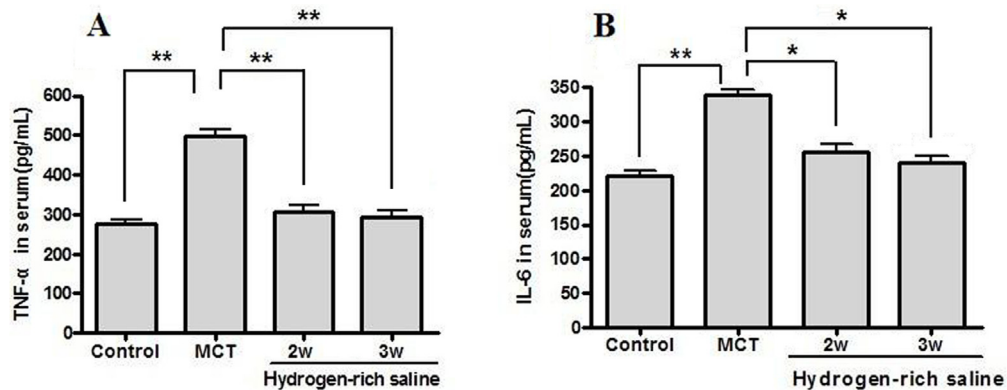 A
**
**
**
TNF-α in serum(pg/mL)
600
500
400
300
200
100
0
Control
MCT
2w
3w
Hydrogen-rich saline
B
*
**
*
IL-6 in serum(pg/mL)
350
300
250
200
150
100
50
0
Control
MCT
2w
3w
Hydrogen-rich saline